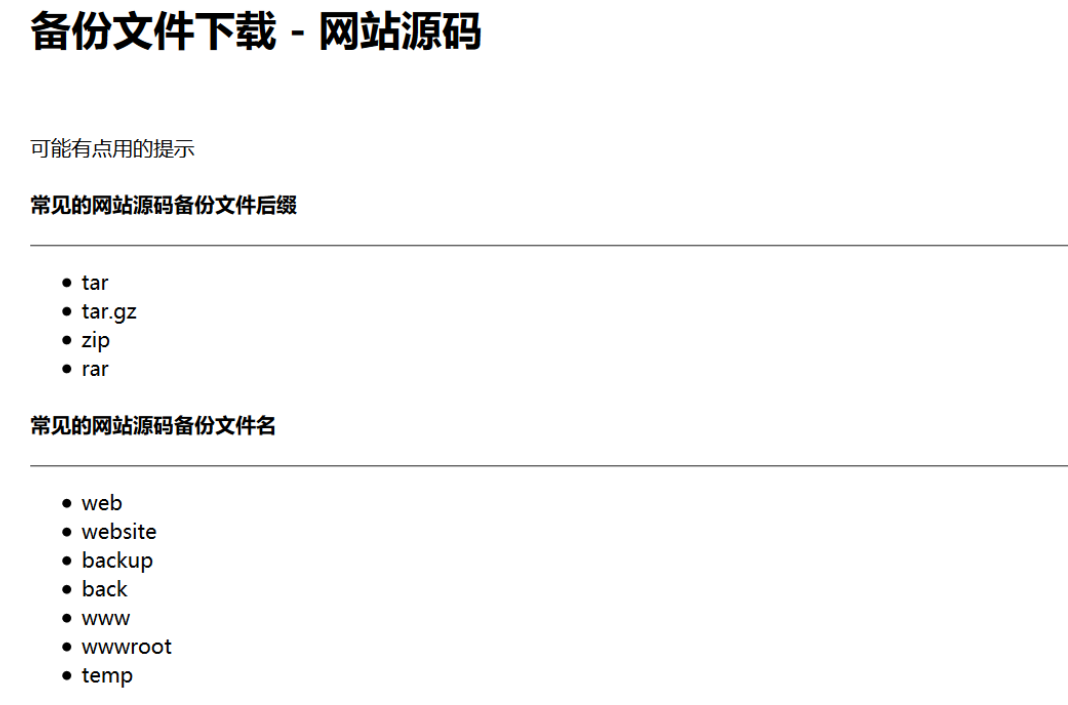 备份文件下载 - 网站源码
可能有点用的提示
常见的网站源码备份文件后缀
tar
tar.gz
zip
rar
常见的网站源码备份文件名
web
website
backup
back
www
wwwroot
temp